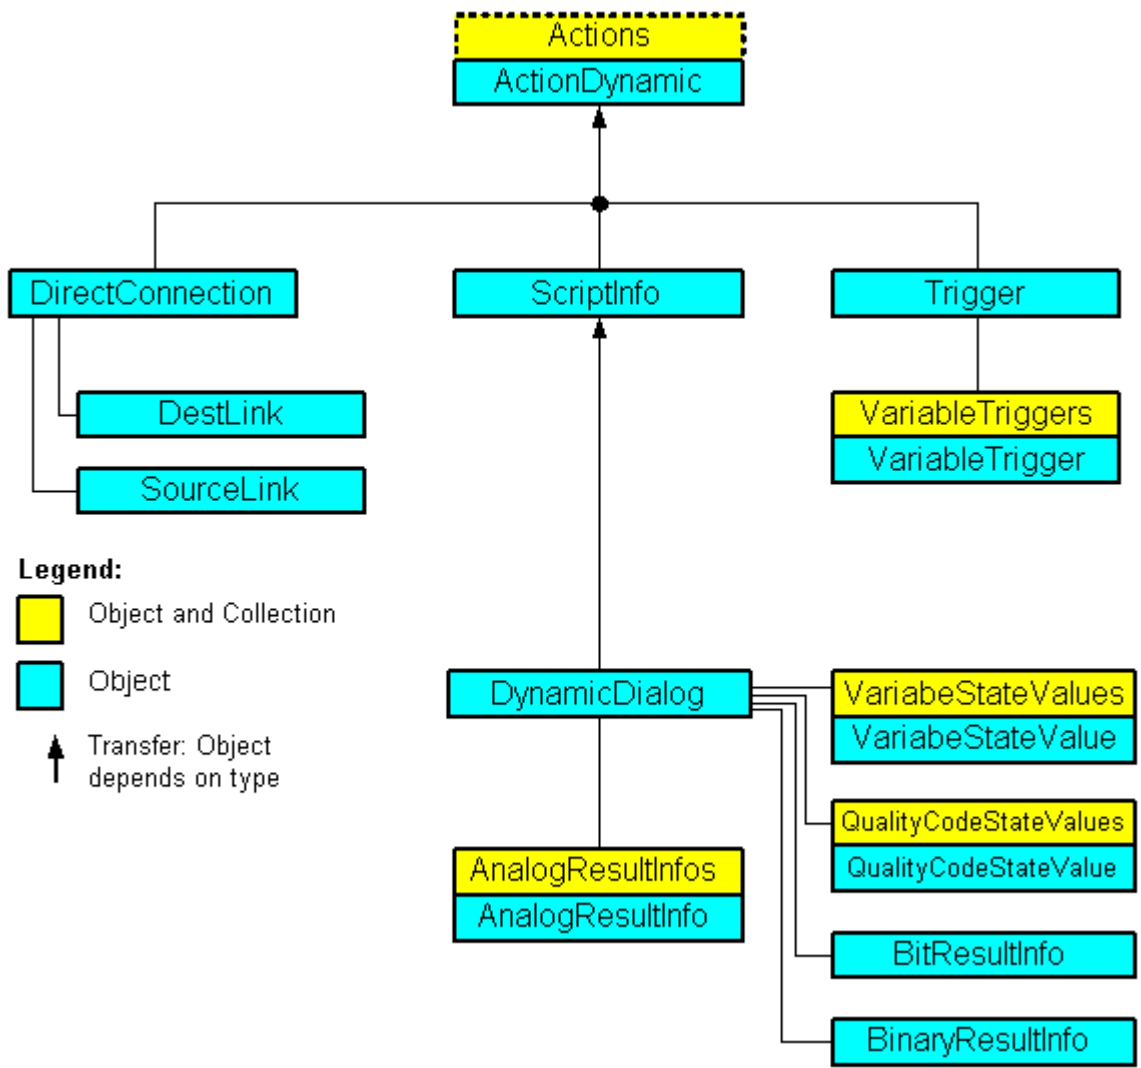 Actions
ActionDynamic
DirectConnection
ScriptInfo
Trigger
DestLink
SourceLink
VariableTriggers
VariableTrigger
Legend:
Object and Collection
Object
Transfer: Object
depends on type
DynamicDialog
VariabeStateValues
VariabeStateValue
QualityCodeStateValues
QualityCodeStateValue
AnalogResultInfos
AnalogResultInfo
BitResultInfo
BinaryResultInfo